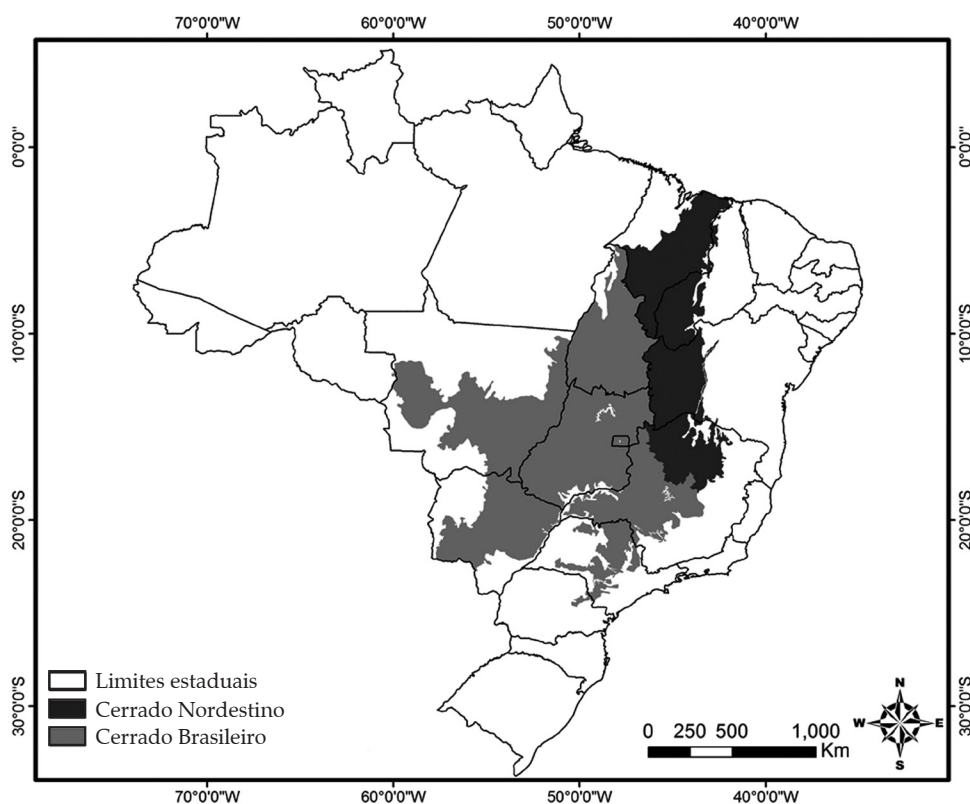 70°0'0"W 60°0'0"W 50°0'0"W 40°0'0"W
0°0'0"
10°0'0"S
20°0'0"S
30°0'0"S
0°0'0"
10°0'0"S
20°0'0"S
30°0'0"S
Limites estaduais
Cerrado Nordestino
Cerrado Brasileiro
N
W E
S
0 250 500 1,000
Km
70°0'0"W 60°0'0"W 50°0'0"W 40°0'0"W